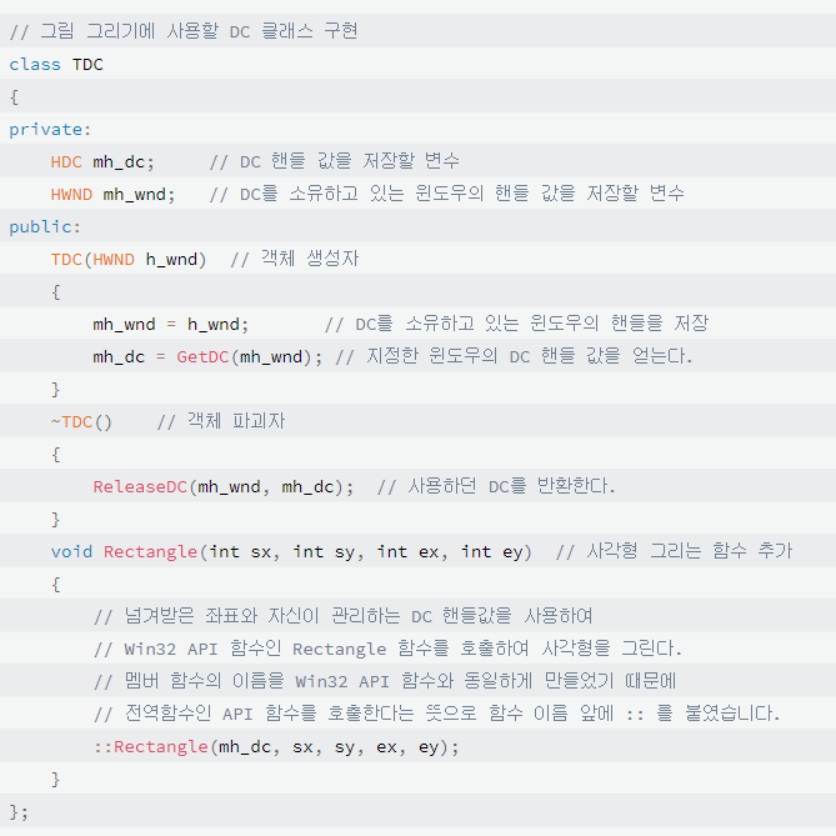 // 그림 그리기에 사용할 DC 클래스 구현
class TDC
{
private:
    HDC mh_dc;     // DC 핸들 값을 저장할 변수
    HWND mh_wnd;   // DC를 소유하고 있는 윈도우의 핸들 값을 저장할 변수
public:
    TDC(HWND h_wnd)  // 객체 생성자
    {
        mh_wnd = h_wnd;       // DC를 소유하고 있는 윈도우의 핸들을 저장
        mh_dc = GetDC(mh_wnd); // 지정한 윈도우의 DC 핸들 값을 얻는다.
    }
    ~TDC()    // 객체 파괴자
    {
        ReleaseDC(mh_wnd, mh_dc);  // 사용하던 DC를 반환한다.
    }
    void Rectangle(int sx, int sy, int ex, int ey)  // 사각형 그리는 함수 추가
    {
        // 넘겨받은 좌표와 자신이 관리하는 DC 핸들값을 사용하여
        // Win32 API 함수인 Rectangle 함수를 호출하여 사각형을 그린다.
        // 멤버 함수의 이름을 Win32 API 함수와 동일하게 만들었기 때문에
        // 전역함수인 API 함수를 호출한다는 뜻으로 함수 이름 앞에 :: 를 붙였습니다.
        ::Rectangle(mh_dc, sx, sy, ex, ey);
    }
};